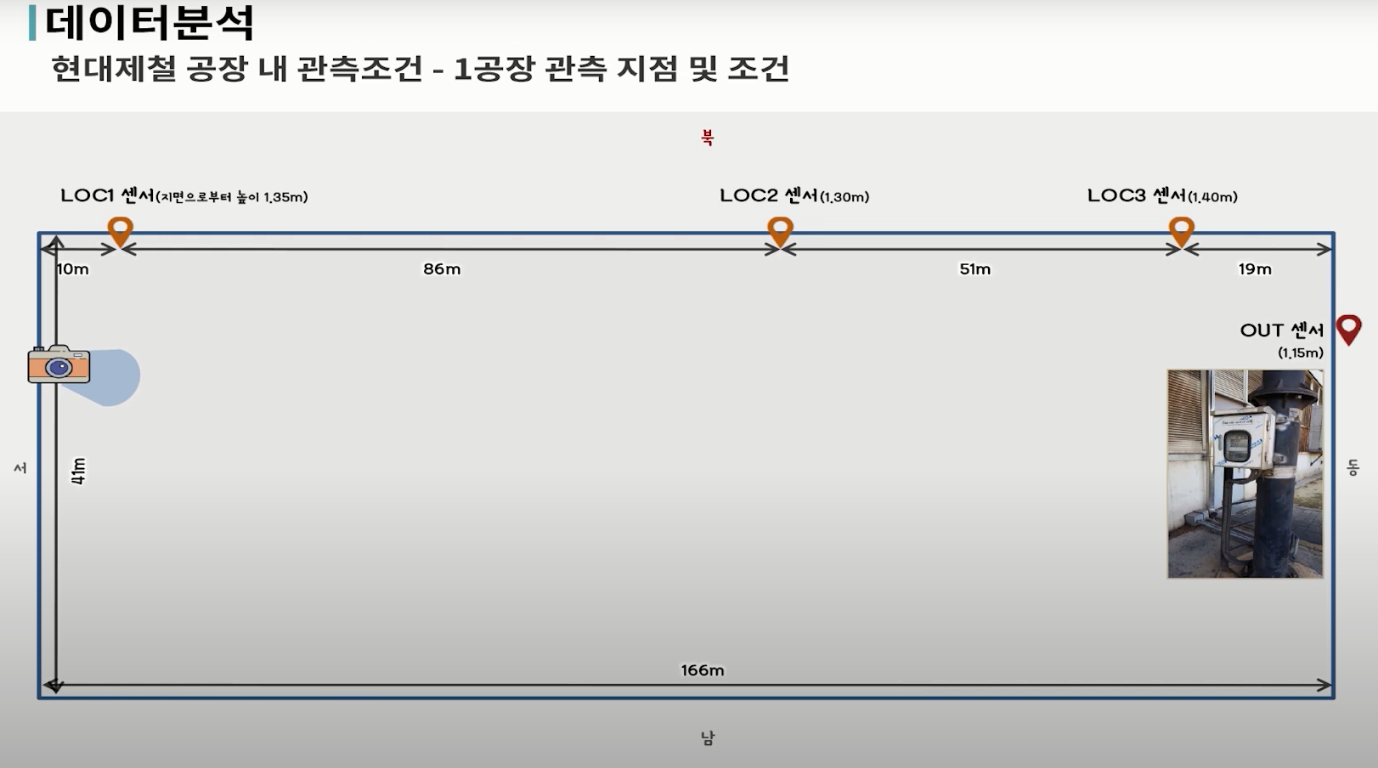 데이터분석
현대제철 공장 내 관측조건 - 1공장 관측 지점 및 조건
북
LOC1 센서(지면으로부터 높이 1.35m)
LOC2 센서(1.30m)
LOC3 센서(1.40m)
10m
86m
51m
19m
OUT 센서
(1.15m)
서
41m
동
166m
남